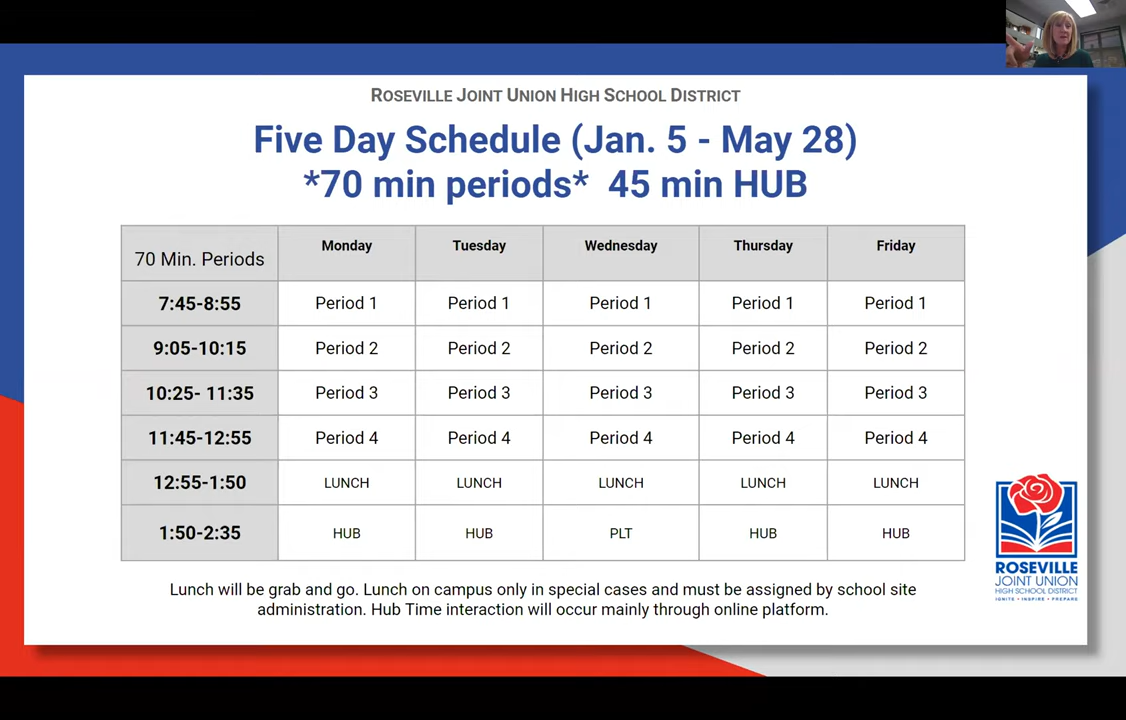 ROSEVILLE JOINT UNION HIGH SCHOOL DISTRICT
Five Day Schedule (Jan. 5 - May 28)
*70 min periods* 45 min HUB
70 Min. Periods Monday Tuesday Wednesday Thursday Friday
7:45-8:55 Period 1 Period 1 Period 1 Period 1 Period 1
9:05-10:15 Period 2 Period 2 Period 2 Period 2 Period 2
10:25- 11:35 Period 3 Period 3 Period 3 Period 3 Period 3
11:45-12:55 Period 4 Period 4 Period 4 Period 4 Period 4
12:55-1:50 LUNCH LUNCH LUNCH LUNCH LUNCH
1:50-2:35 HUB HUB PLT HUB HUB
Lunch will be grab and go. Lunch on campus only in special cases and must be assigned by school site
administration. Hub Time interaction will occur mainly through online platform.
ROSEVILLE
JOINT UNION
HIGH SCHOOL DISTRICT
IGNITE • INSPIRE • PREPARE